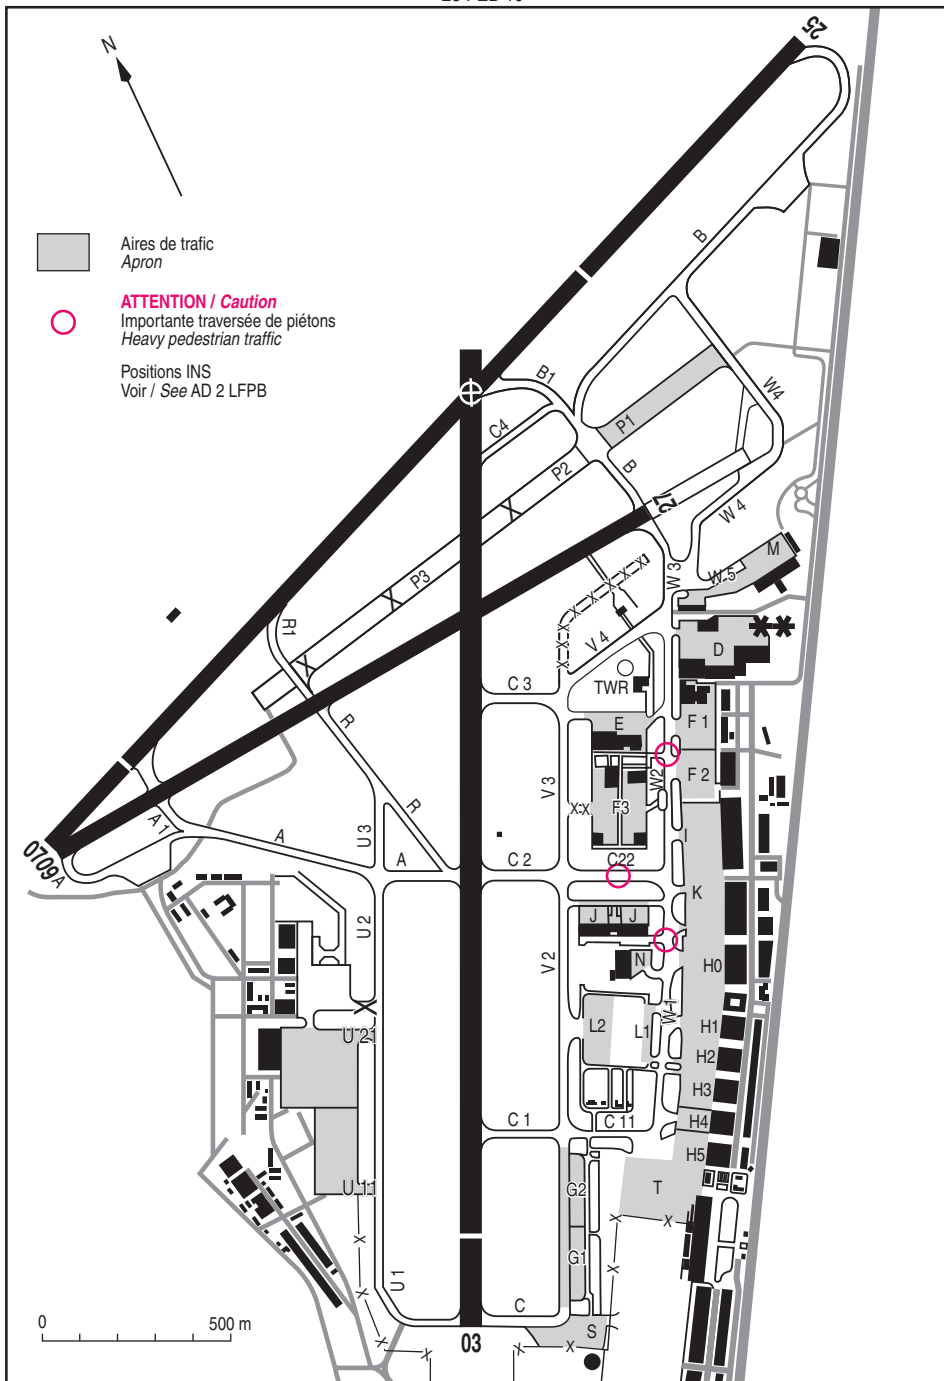 25
N
Aires de trafic
Apron
ATTENTION / Caution
Importante traversée de piétons
Heavy pedestrian traffic
Positions INS
Voir / See AD 2 LFPB
B
B1
W4
C4
P1
P2
B
27
W 4
P3
M
W 3
W 5
R1
V 4
D
TWR
C 3
R
E
F 1
F 2
W2
V 3
F3
R
A 1
A
U 3
A
C 2
C22
I
0709
A
K
U 2
J
J
V 2
N
H0
W 1
L2
L1
H1
U 21
H2
H3
C 1
C 11
H4
H5
U 11
G2
T
G1
U 1
C
S
03
0
500 m